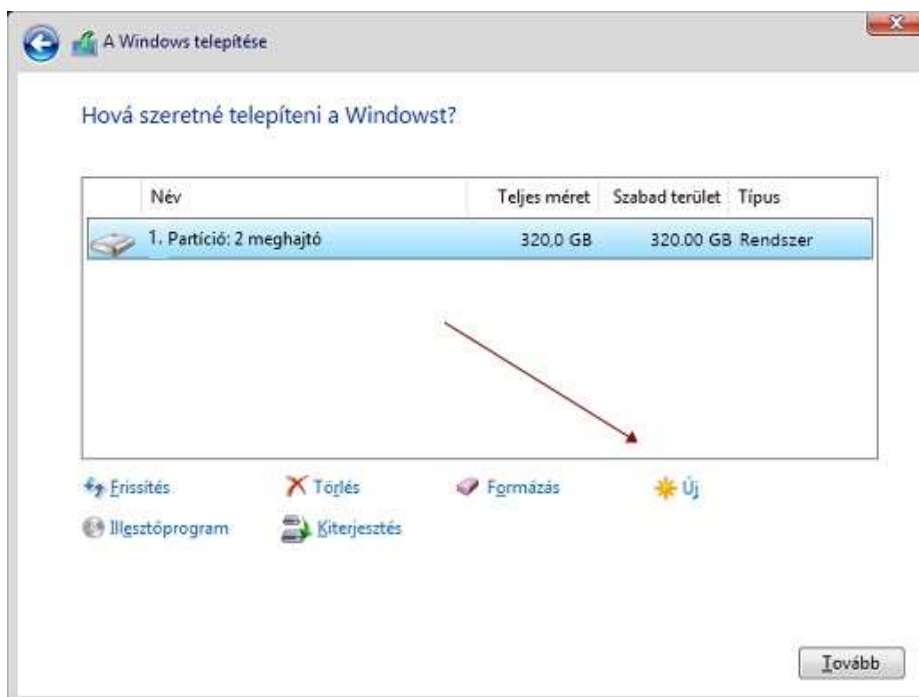 A Windows telepítése
Hová szeretné telepíteni a Windowst?
Név Teljes méret Szabad terület Típus
1. Partíció: 2 meghajtó 320,0 GB 320.00 GB Rendszer
Frissítés Törlés Formázás Új
Illesztóprogram Kiterjesztés
Tovább